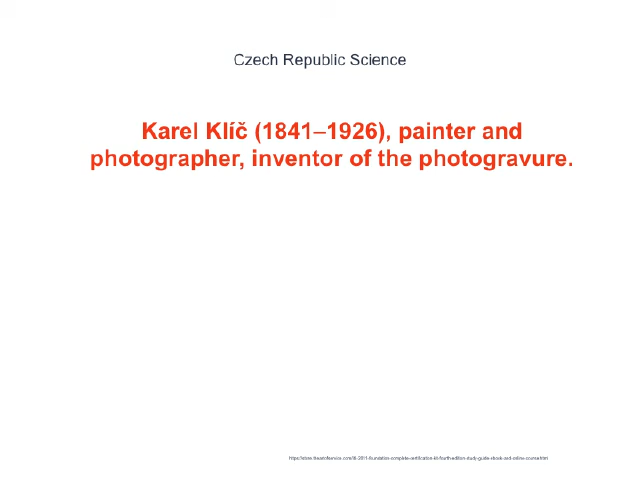 Czech Republic Science
Karel Klíč (1841–1926), painter and
photographer, inventor of the photogravure.